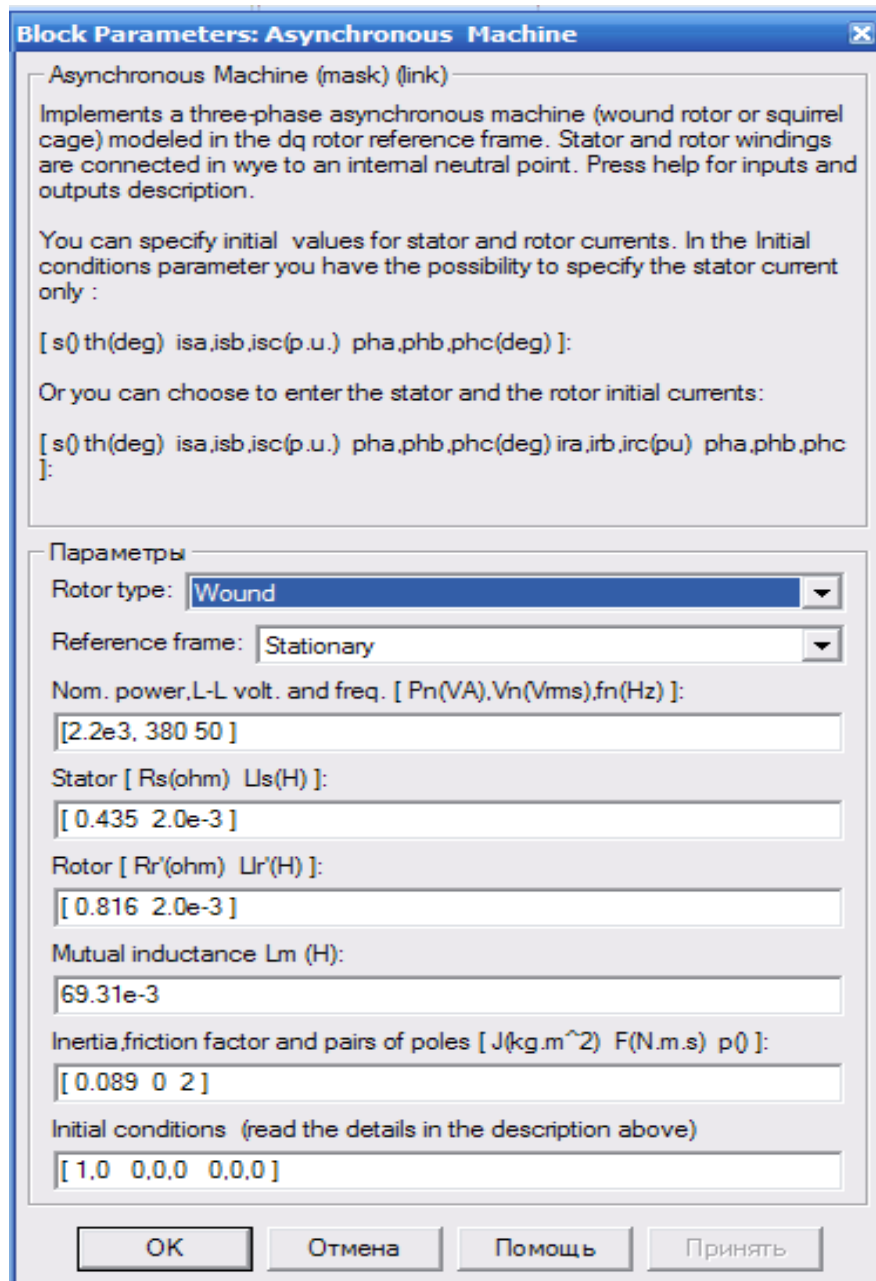 Block Parameters: Asynchronous Machine
Asynchronous Machine (mask) (link)
Implements a three-phase asynchronous machine (wound rotor or squirrel
cage) modeled in the dq rotor reference frame. Stator and rotor windings
are connected in wye to an internal neutral point. Press help for inputs and
outputs description.
You can specify initial values for stator and rotor currents. In the Initial
conditions parameter you have the possibility to specify the stator current
only :
[ s() th(deg) isa,isb,isc(p.u.) pha,phb,phc(deg) ]:
Or you can choose to enter the stator and the rotor initial currents:
[ s() th(deg) isa,isb,isc(p.u.) pha,phb,phc(deg) ira,irb,irc(pu) pha,phb,phc
]:
Параметры
Rotor type: Wound
Reference frame: Stationary
Nom. power,L-L volt. and freq. [ Pn(VA),Vn(Vrms),fn(Hz) ]:
[2.2e3, 380 50 ]
Stator [ Rs(ohm) Lls(H) ]:
[ 0.435 2.0e-3 ]
Rotor [ Rr'(ohm) Llr'(H) ]:
[ 0.816 2.0e-3 ]
Mutual inductance Lm (H):
69.31e-3
Inertia,friction factor and pairs of poles [ J(kg.m^2) F(N.m.s) p() ]:
[ 0.089 0 2 ]
Initial conditions (read the details in the description above)
[ 1,0 0,0,0 0,0,0 ]
OK Отмена Помощь Принять